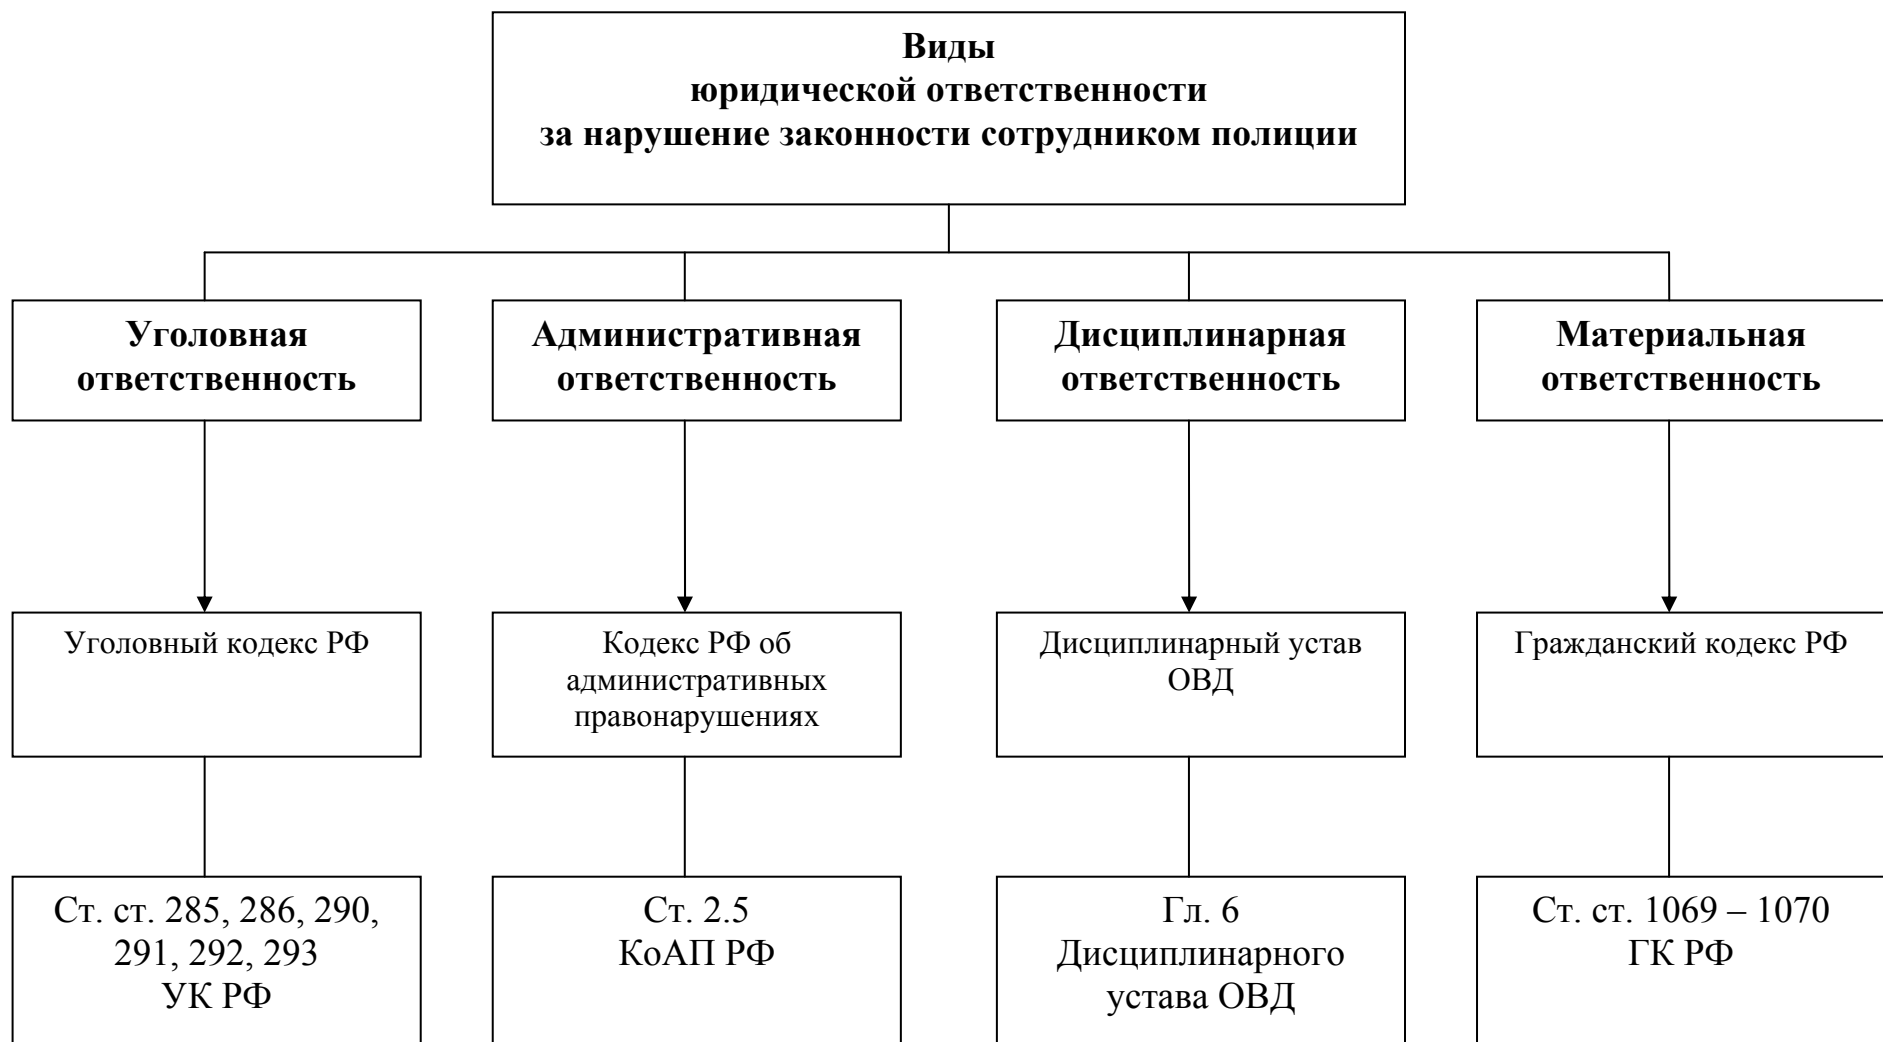 Виды
юридической ответственности
за нарушение законности сотрудником полиции
Уголовная
ответственность
Административная
ответственность
Дисциплинарная
ответственность
Материальная
ответственность
Уголовный кодекс РФ
Кодекс РФ об
административных
правонарушениях
Дисциплинарный устав
ОВД
Гражданский кодекс РФ
Ст. ст. 285, 286, 290,
291, 292, 293
УК РФ
Ст. 2.5
КоАП РФ
Гл. 6
Дисциплинарного
устава ОВД
Ст. ст. 1069 – 1070
ГК РФ